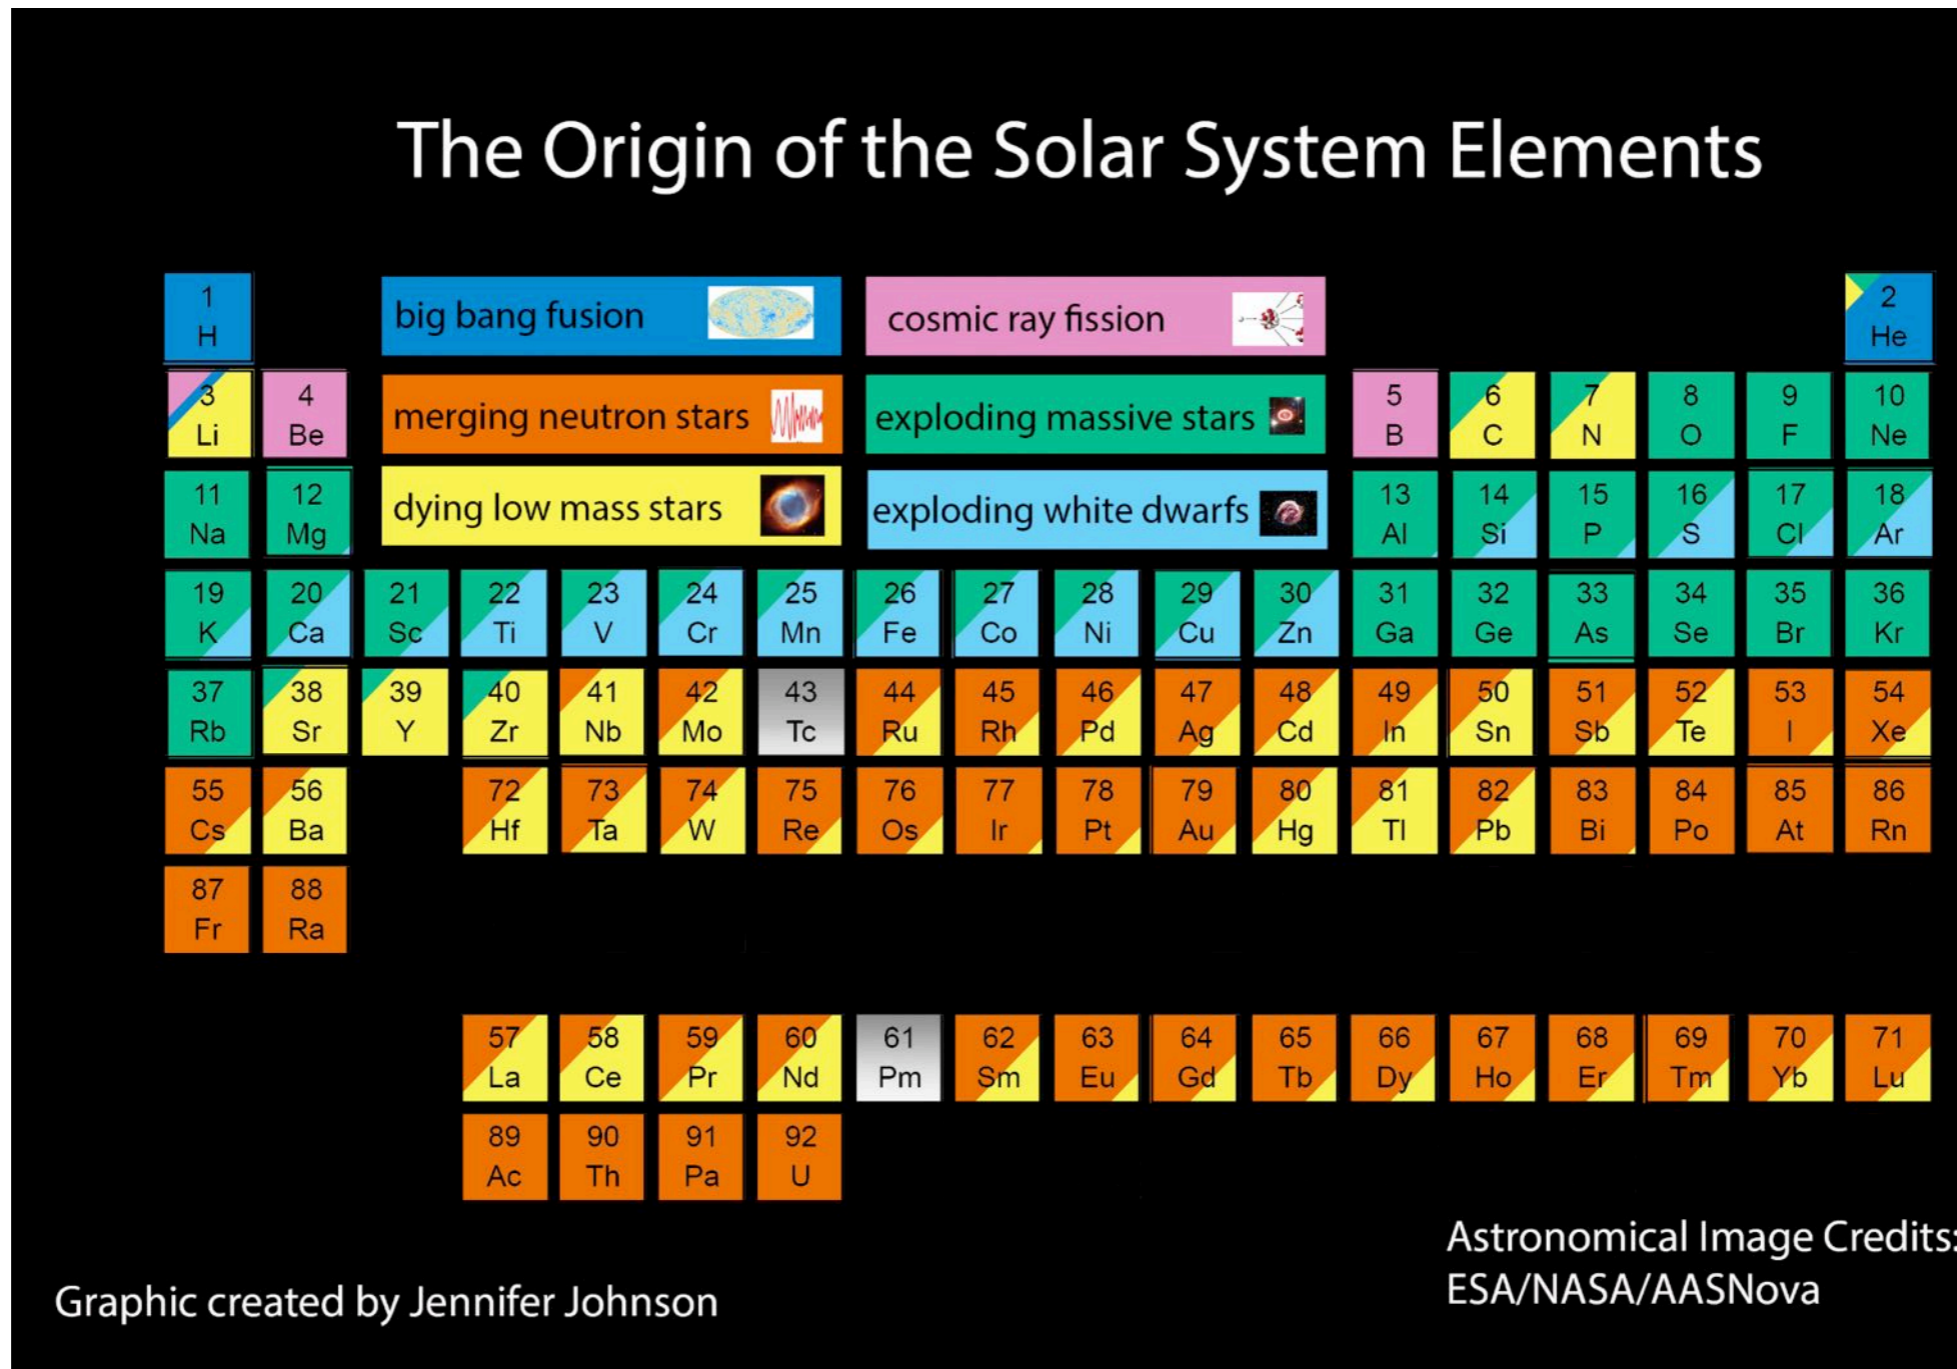 The Origin of the Solar System Elements
1 H
big bang fusion
cosmic ray fission
2 He
3 Li
4 Be
merging neutron stars
exploding massive stars
5 B
6 C
7 N
8 O
9 F
10 Ne
11 Na
12 Mg
dying low mass stars
exploding white dwarfs
13 Al
14 Si
15 P
16 S
17 Cl
18 Ar
19 K
20 Ca
21 Sc
22 Ti
23 V
24 Cr
25 Mn
26 Fe
27 Co
28 Ni
29 Cu
30 Zn
31 Ga
32 Ge
33 As
34 Se
35 Br
36 Kr
37 Rb
38 Sr
39 Y
40 Zr
41 Nb
42 Mo
43 Tc
44 Ru
45 Rh
46 Pd
47 Ag
48 Cd
49 In
50 Sn
51 Sb
52 Te
53 I
54 Xe
55 Cs
56 Ba
72 Hf
73 Ta
74 W
75 Re
76 Os
77 Ir
78 Pt
79 Au
80 Hg
81 Tl
82 Pb
83 Bi
84 Po
85 At
86 Rn
87 Fr
88 Ra
57 La
58 Ce
59 Pr
60 Nd
61 Pm
62 Sm
63 Eu
64 Gd
65 Tb
66 Dy
67 Ho
68 Er
69 Tm
70 Yb
71 Lu
89 Ac
90 Th
91 Pa
92 U
Graphic created by Jennifer Johnson
Astronomical Image Credits:
ESA/NASA/AASNova